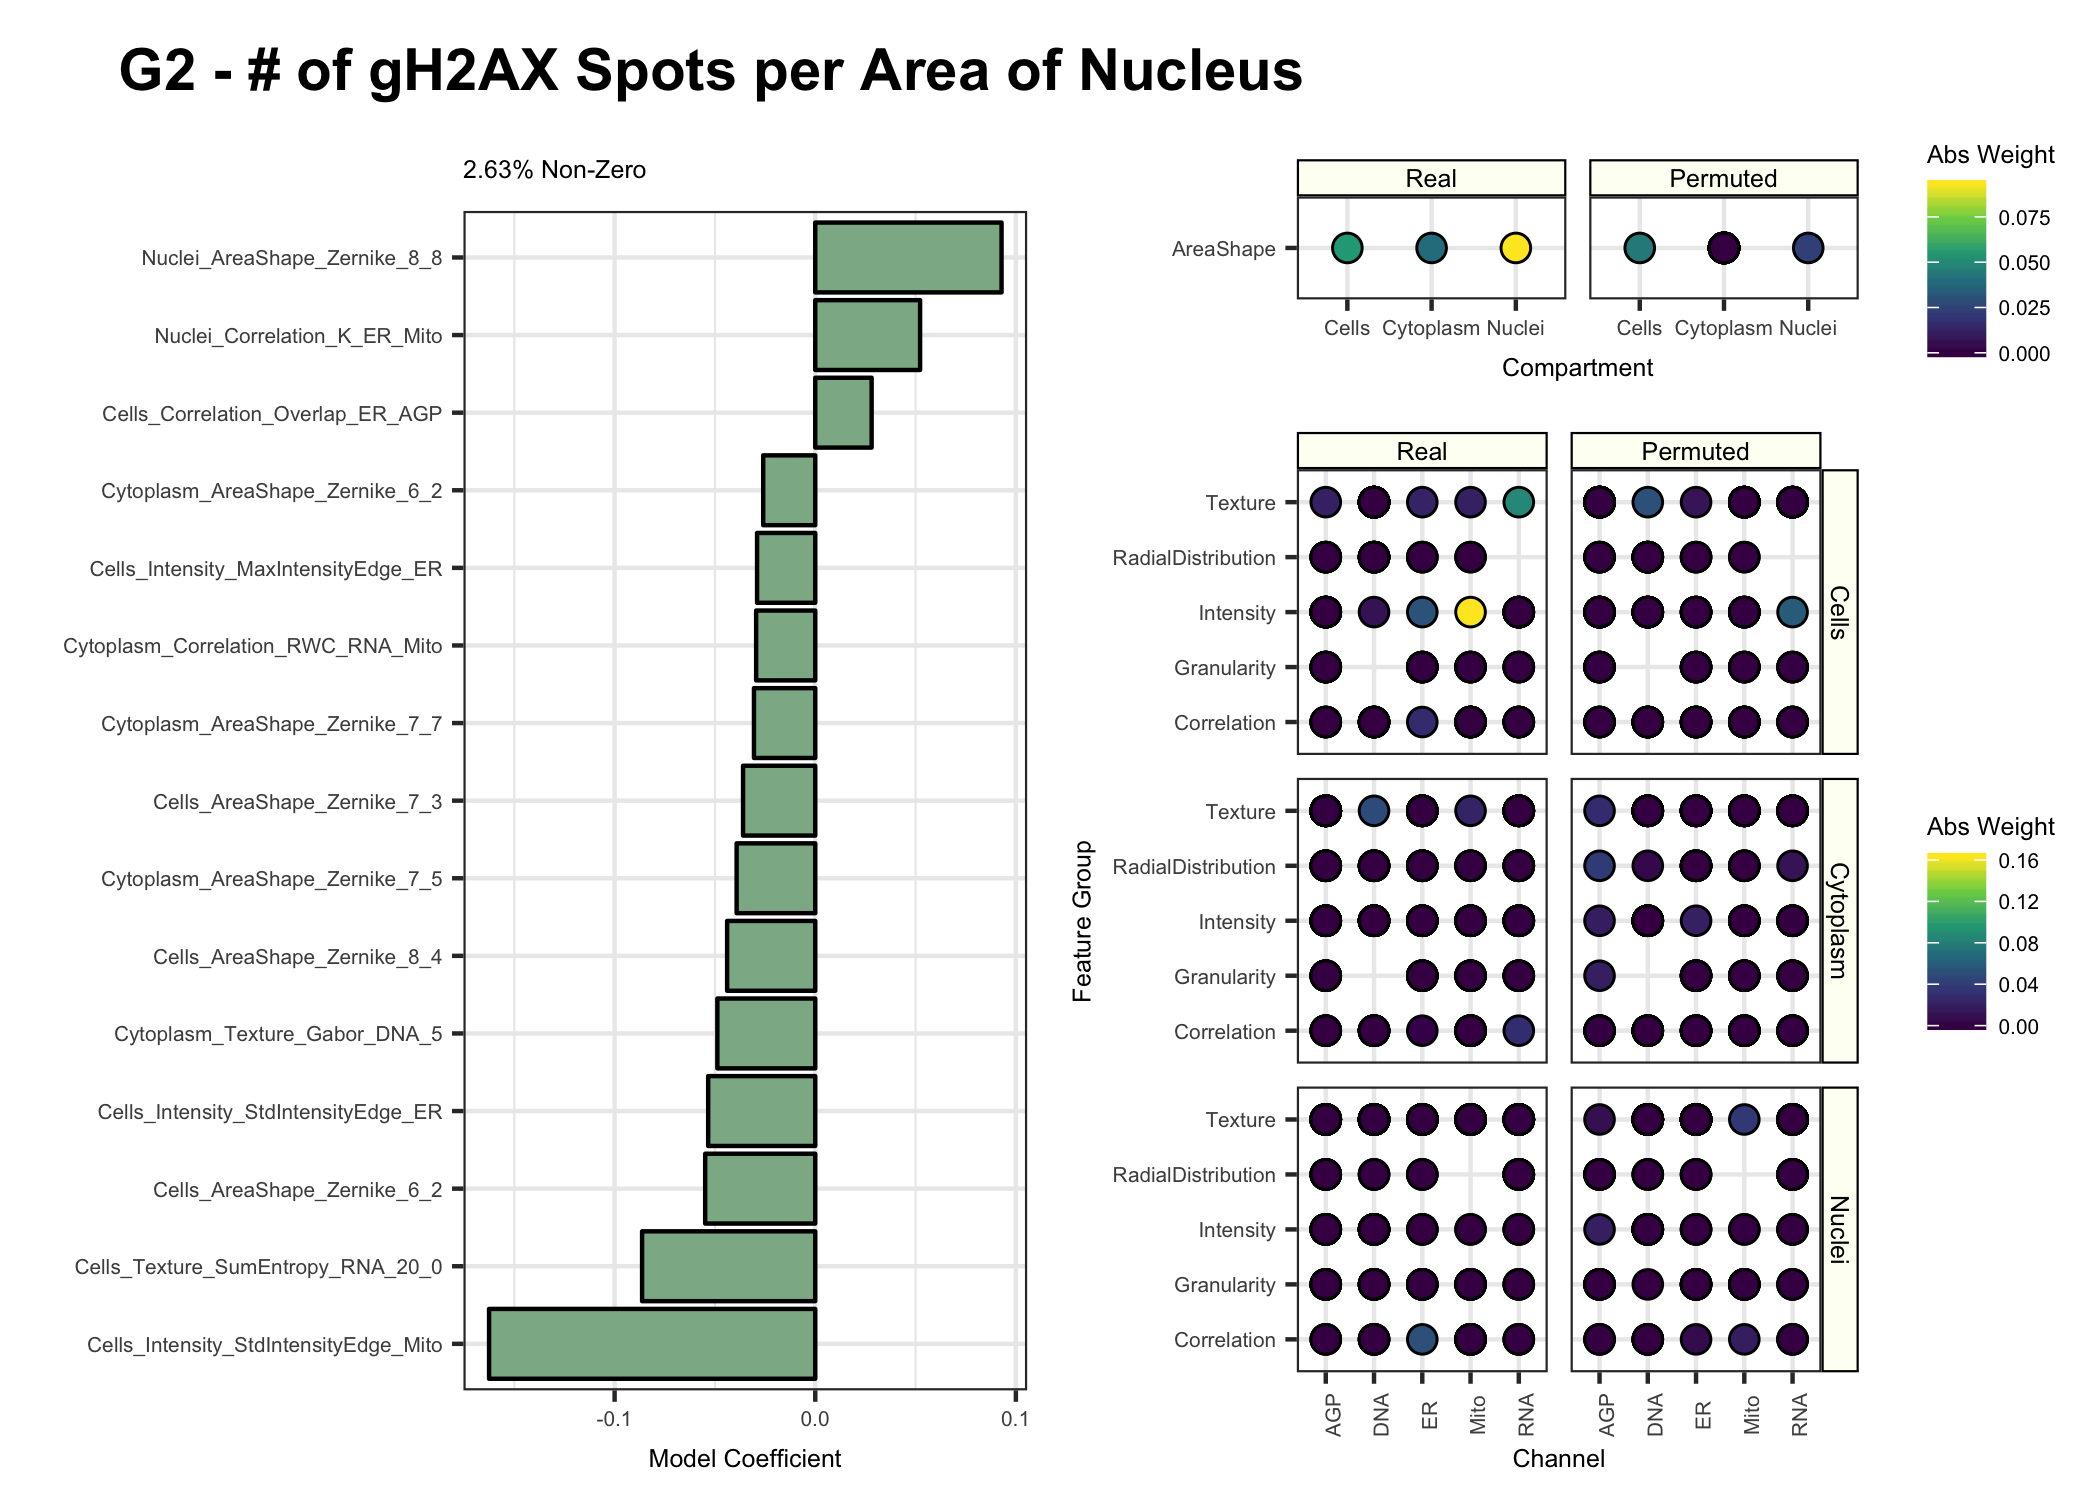 G2 - # of gH2AX Spots per Area of Nucleus
2.63% Non-Zero
Nuclei_AreaShape_Zernike_8_8
Nuclei_Correlation_K_ER_Mito
Cells_Correlation_Overlap_ER_AGP
Cytoplasm_AreaShape_Zernike_6_2
Cells_Intensity_MaxIntensityEdge_ER
Cytoplasm_Correlation_RWC_RNA_Mito
Cytoplasm_AreaShape_Zernike_7_7
Cells_AreaShape_Zernike_7_3
Cytoplasm_AreaShape_Zernike_7_5
Cells_AreaShape_Zernike_8_4
Cytoplasm_Texture_Gabor_DNA_5
Cells_Intensity_StdIntensityEdge_ER
Cells_AreaShape_Zernike_6_2
Cells_Texture_SumEntropy_RNA_20_0
Cells_Intensity_StdIntensityEdge_Mito
-0.1 0.0 0.1
Model Coefficient
Real Permuted
AreaShape
Cells Cytoplasm Nuclei Cells Cytoplasm Nuclei
Compartment
Abs Weight
0.075
0.050
0.025
0.000
Feature Group
Real Permuted
Texture
RadialDistribution
Intensity
Granularity
Correlation
Cells
Texture
RadialDistribution
Intensity
Granularity
Correlation
Cytoplasm
Texture
RadialDistribution
Intensity
Granularity
Correlation
Nuclei
AGP DNA ER Mito RNA AGP DNA ER Mito RNA
Channel
Abs Weight
0.16
0.12
0.08
0.04
0.00